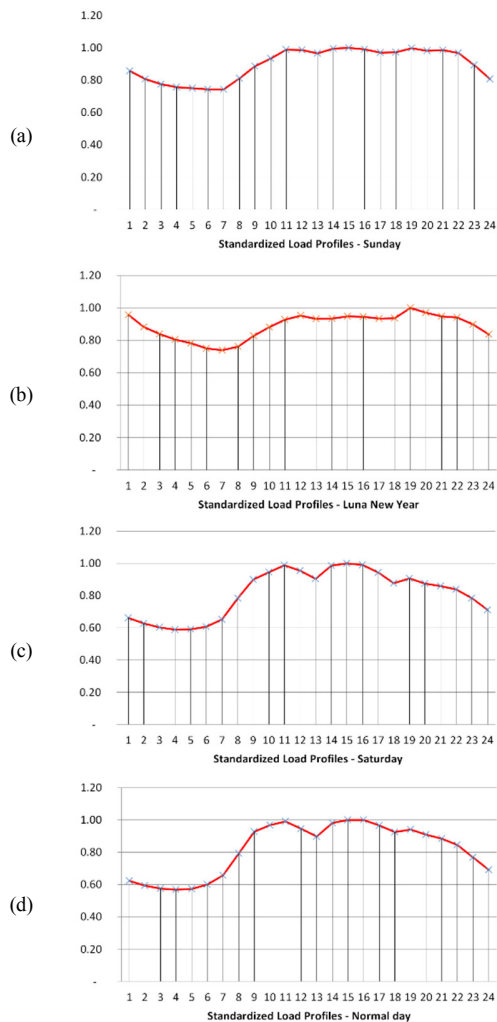 1.20
1.00
0.80
0.60
0.40
0.20
-
1 2 3 4 5 6 7 8 9 10 11 12 13 14 15 16 17 18 19 20 21 22 23 24
Standardized Load Profiles - Sunday
(a)
1.20
1.00
0.80
0.60
0.40
0.20
-
1 2 3 4 5 6 7 8 9 10 11 12 13 14 15 16 17 18 19 20 21 22 23 24
Standardized Load Profiles - Luna New Year
(b)
1.20
1.00
0.80
0.60
0.40
0.20
-
1 2 3 4 5 6 7 8 9 10 11 12 13 14 15 16 17 18 19 20 21 22 23 24
Standardized Load Profiles - Saturday
(c)
1.20
1.00
0.80
0.60
0.40
0.20
-
1 2 3 4 5 6 7 8 9 10 11 12 13 14 15 16 17 18 19 20 21 22 23 24
Standardized Load Profiles - Normal day
(d)